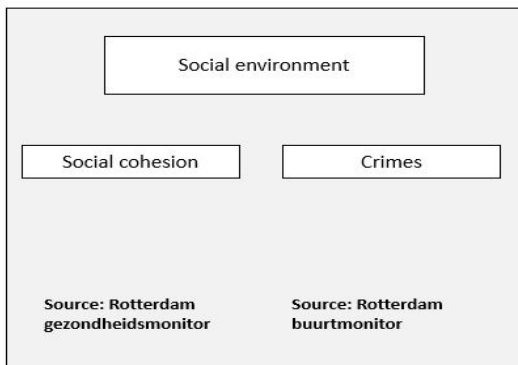 Social environment
Social cohesion
Crimes
Source: Rotterdam
gezondheidsmonitor
Source: Rotterdam
buurtmonitor